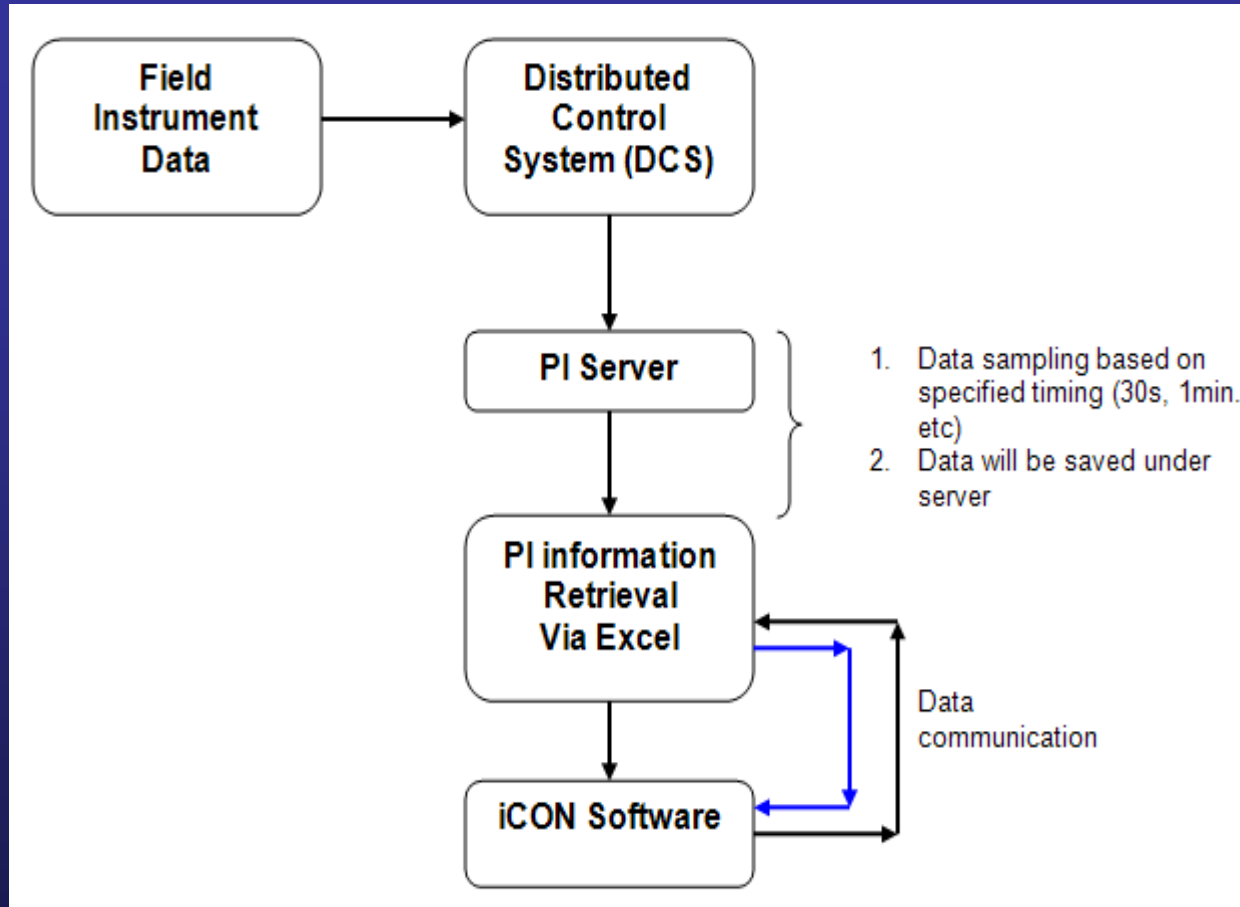 Field
Instrument
Data
Distributed
Control
System (DCS)
PI Server
1. Data sampling based on
specified timing (30s, 1min.
etc)
2. Data will be saved under
server
PI information
Retrieval
Via Excel
Data
communication
iCON Software